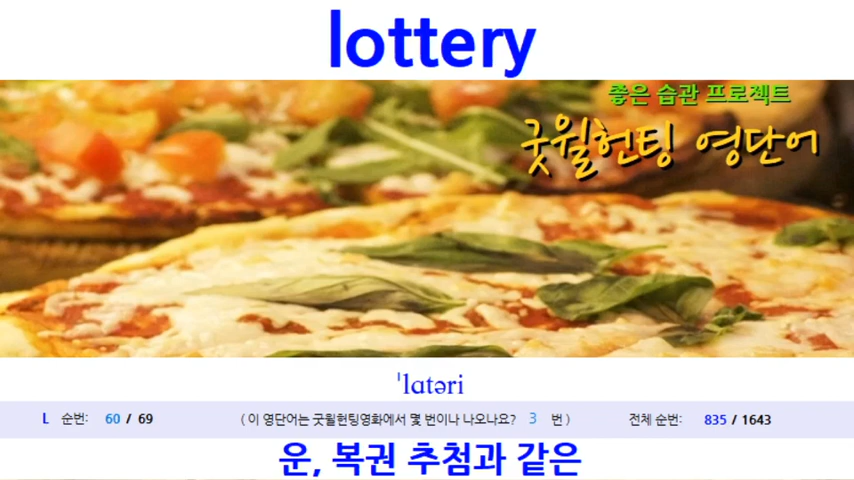 lottery
좋은 습관 프로젝트
굿윌헌팅 영단어
ˈlɑtəri
L 순번: 60 / 69 ( 이 영단어는 굿윌헌팅영화에서 몇 번이나 나오나요? 3 번 ) 전체 순번: 835 / 1643
운, 복권 추첨과 같은